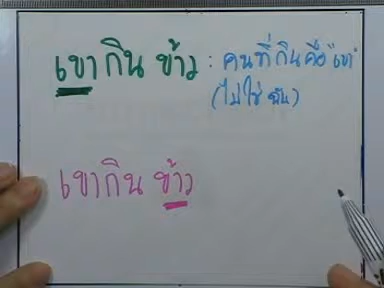 เขากิน ข้าว : คนที่กินคือ "เขา"
(ไม่ใช่ ฉัน)
เขากิน ข้าว